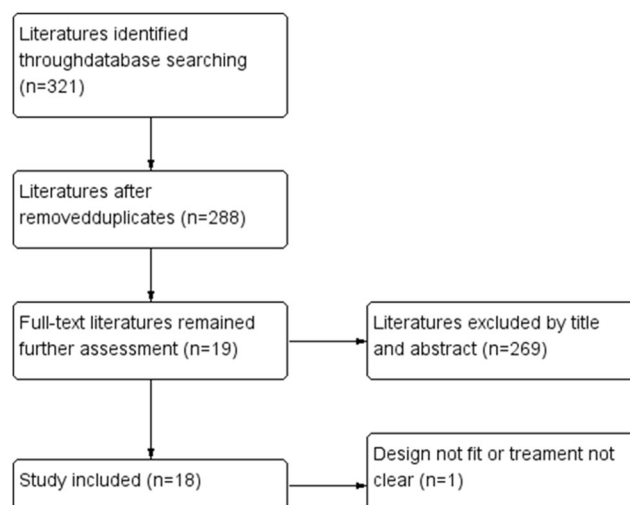 Literatures identified
throughdatabase searching
(n=321)
Literatures after
removedduplicates (n=288)
Full-text literatures remained
further assessment (n=19)
Literatures excluded by title
and abstract (n=269)
Study included (n=18)
Design not fit or treament not
clear (n=1)